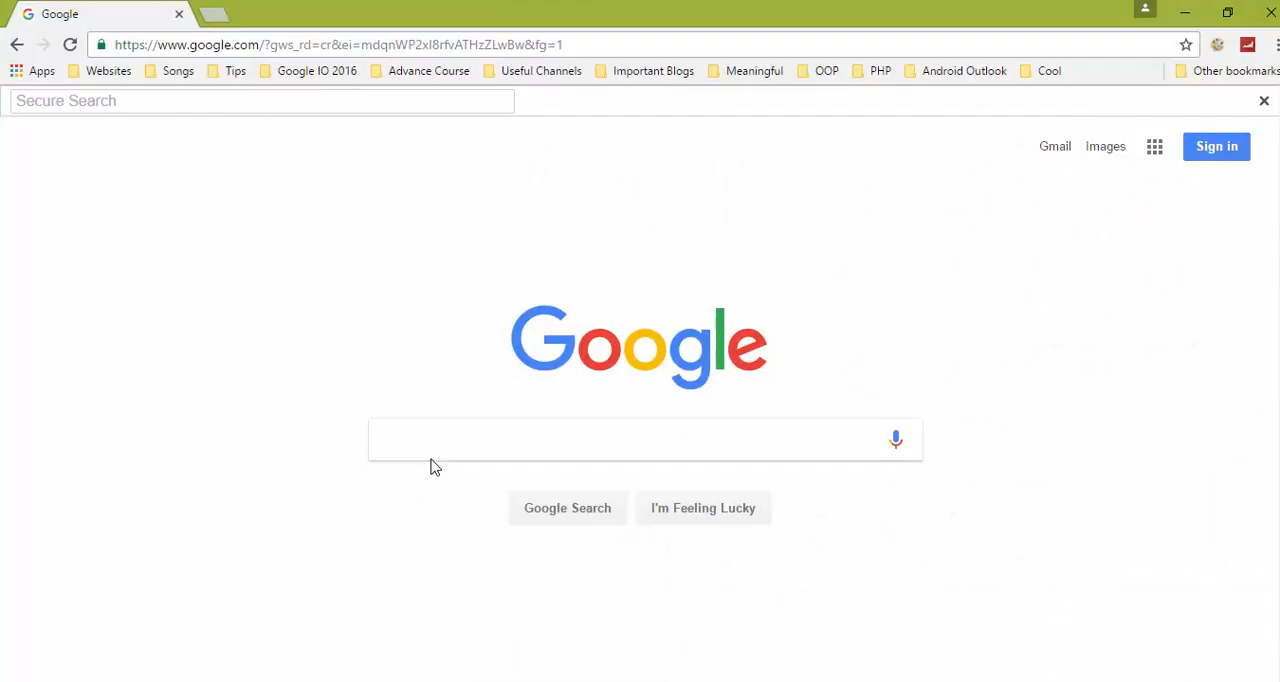 Google
https://www.google.com/?gws_rd=cr&ei=mdqnWP2xI8rfvATHzZLwBw&fg=1
Apps Websites Songs Tips Google IO 2016 Advance Course Useful Channels Important Blogs Meaningful OOP PHP Android Outlook Cool Other bookmarks
Secure Search
Gmail Images Sign in
Google
Google Search I'm Feeling Lucky